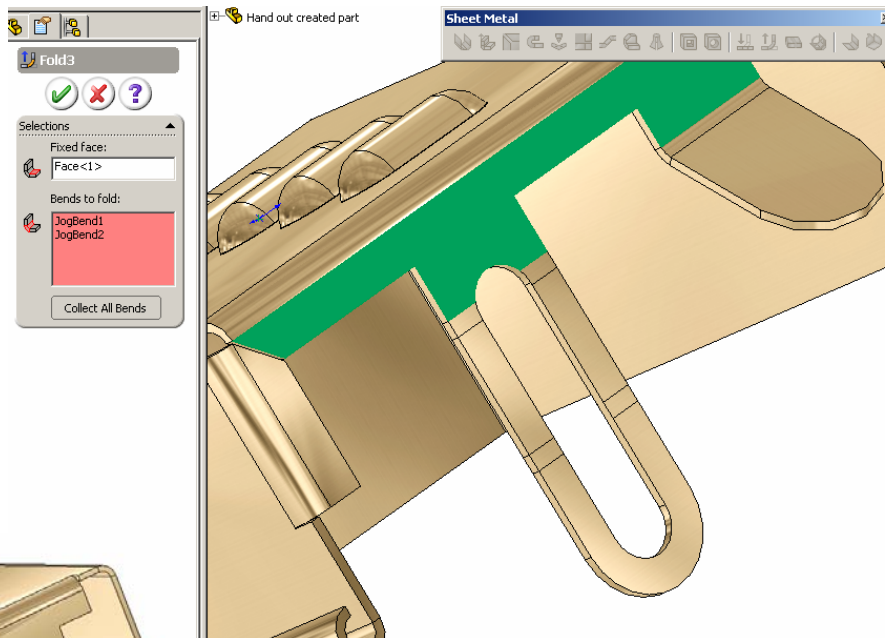 Hand out created part
Sheet Metal
Fold3
?
Selections
Fixed face:
Face<1>
Bends to fold:
JogBend1
JogBend2
Collect All Bends